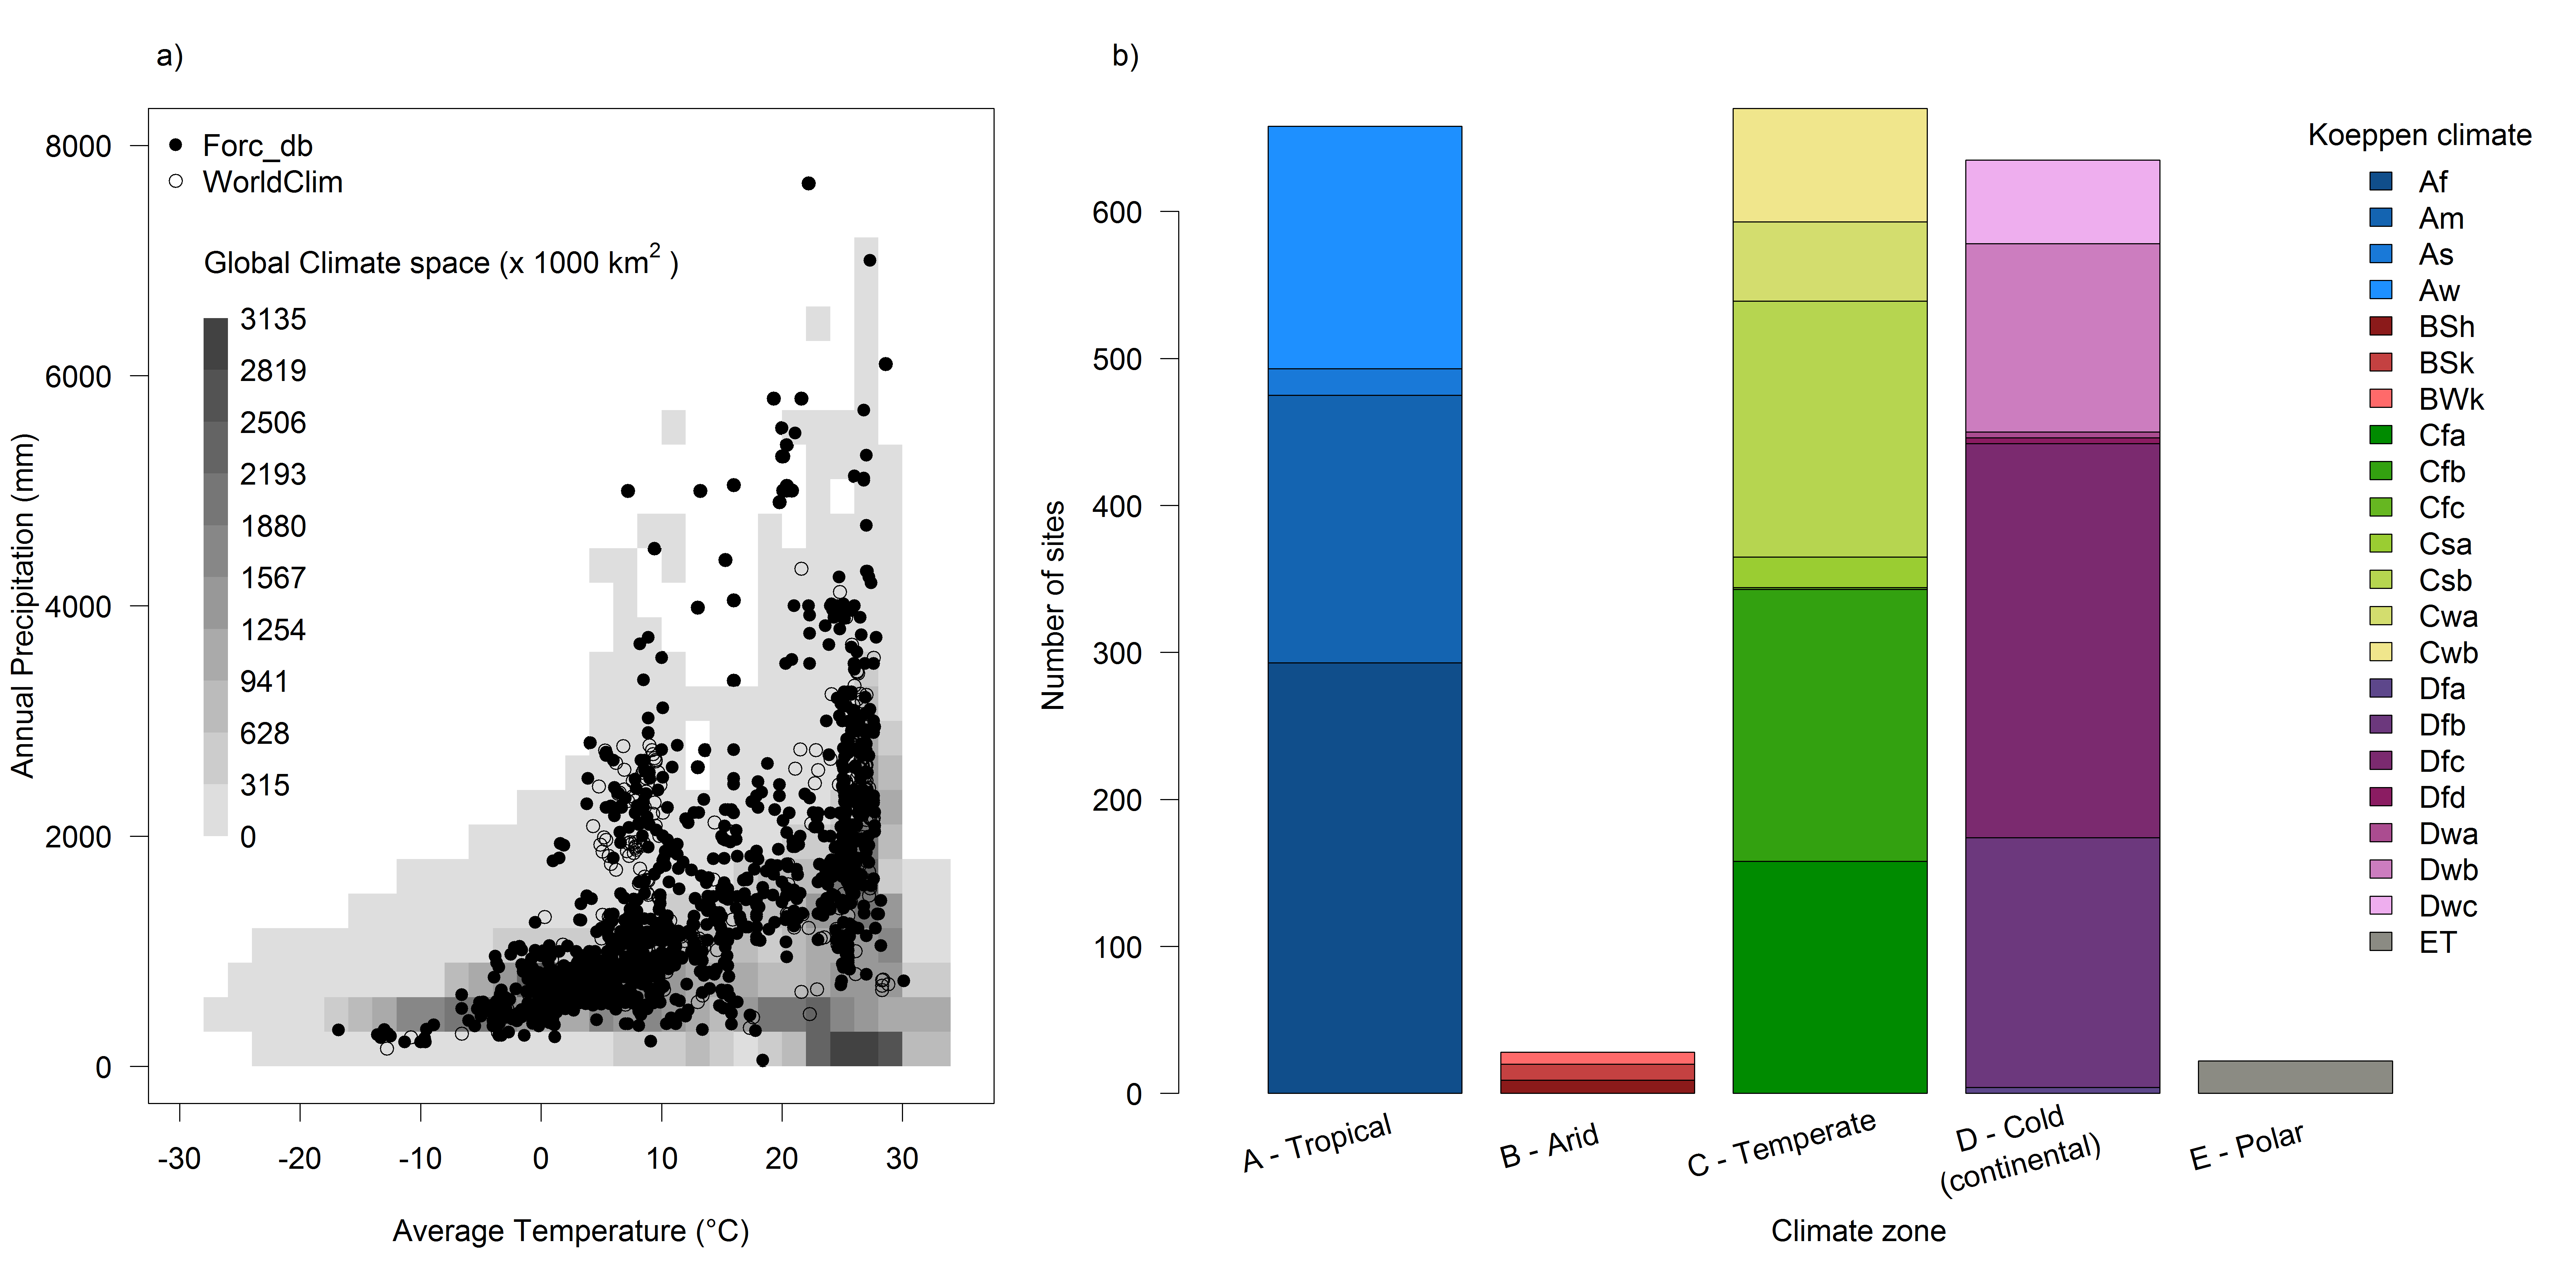 a)
Forc_db
WorldClim
Global Climate space (x 1000 km2 )
3135
2819
2506
2193
1880
1567
1254
941
628
315
0
8000
6000
4000
2000
0
Annual Precipitation (mm)
-30 -20 -10 0 10 20 30
Average Temperature (°C)
b)
600
500
400
300
200
100
0
Number of sites
A - Tropical
B - Arid
C - Temperate
D - Cold
(continental)
E - Polar
Climate zone
Koeppen climate
Af
Am
As
Aw
BSh
BSk
BWk
Cfa
Cfb
Cfc
Csa
Csb
Cwa
Cwb
Dfa
Dfb
Dfc
Dfd
Dwa
Dwb
Dwc
ET